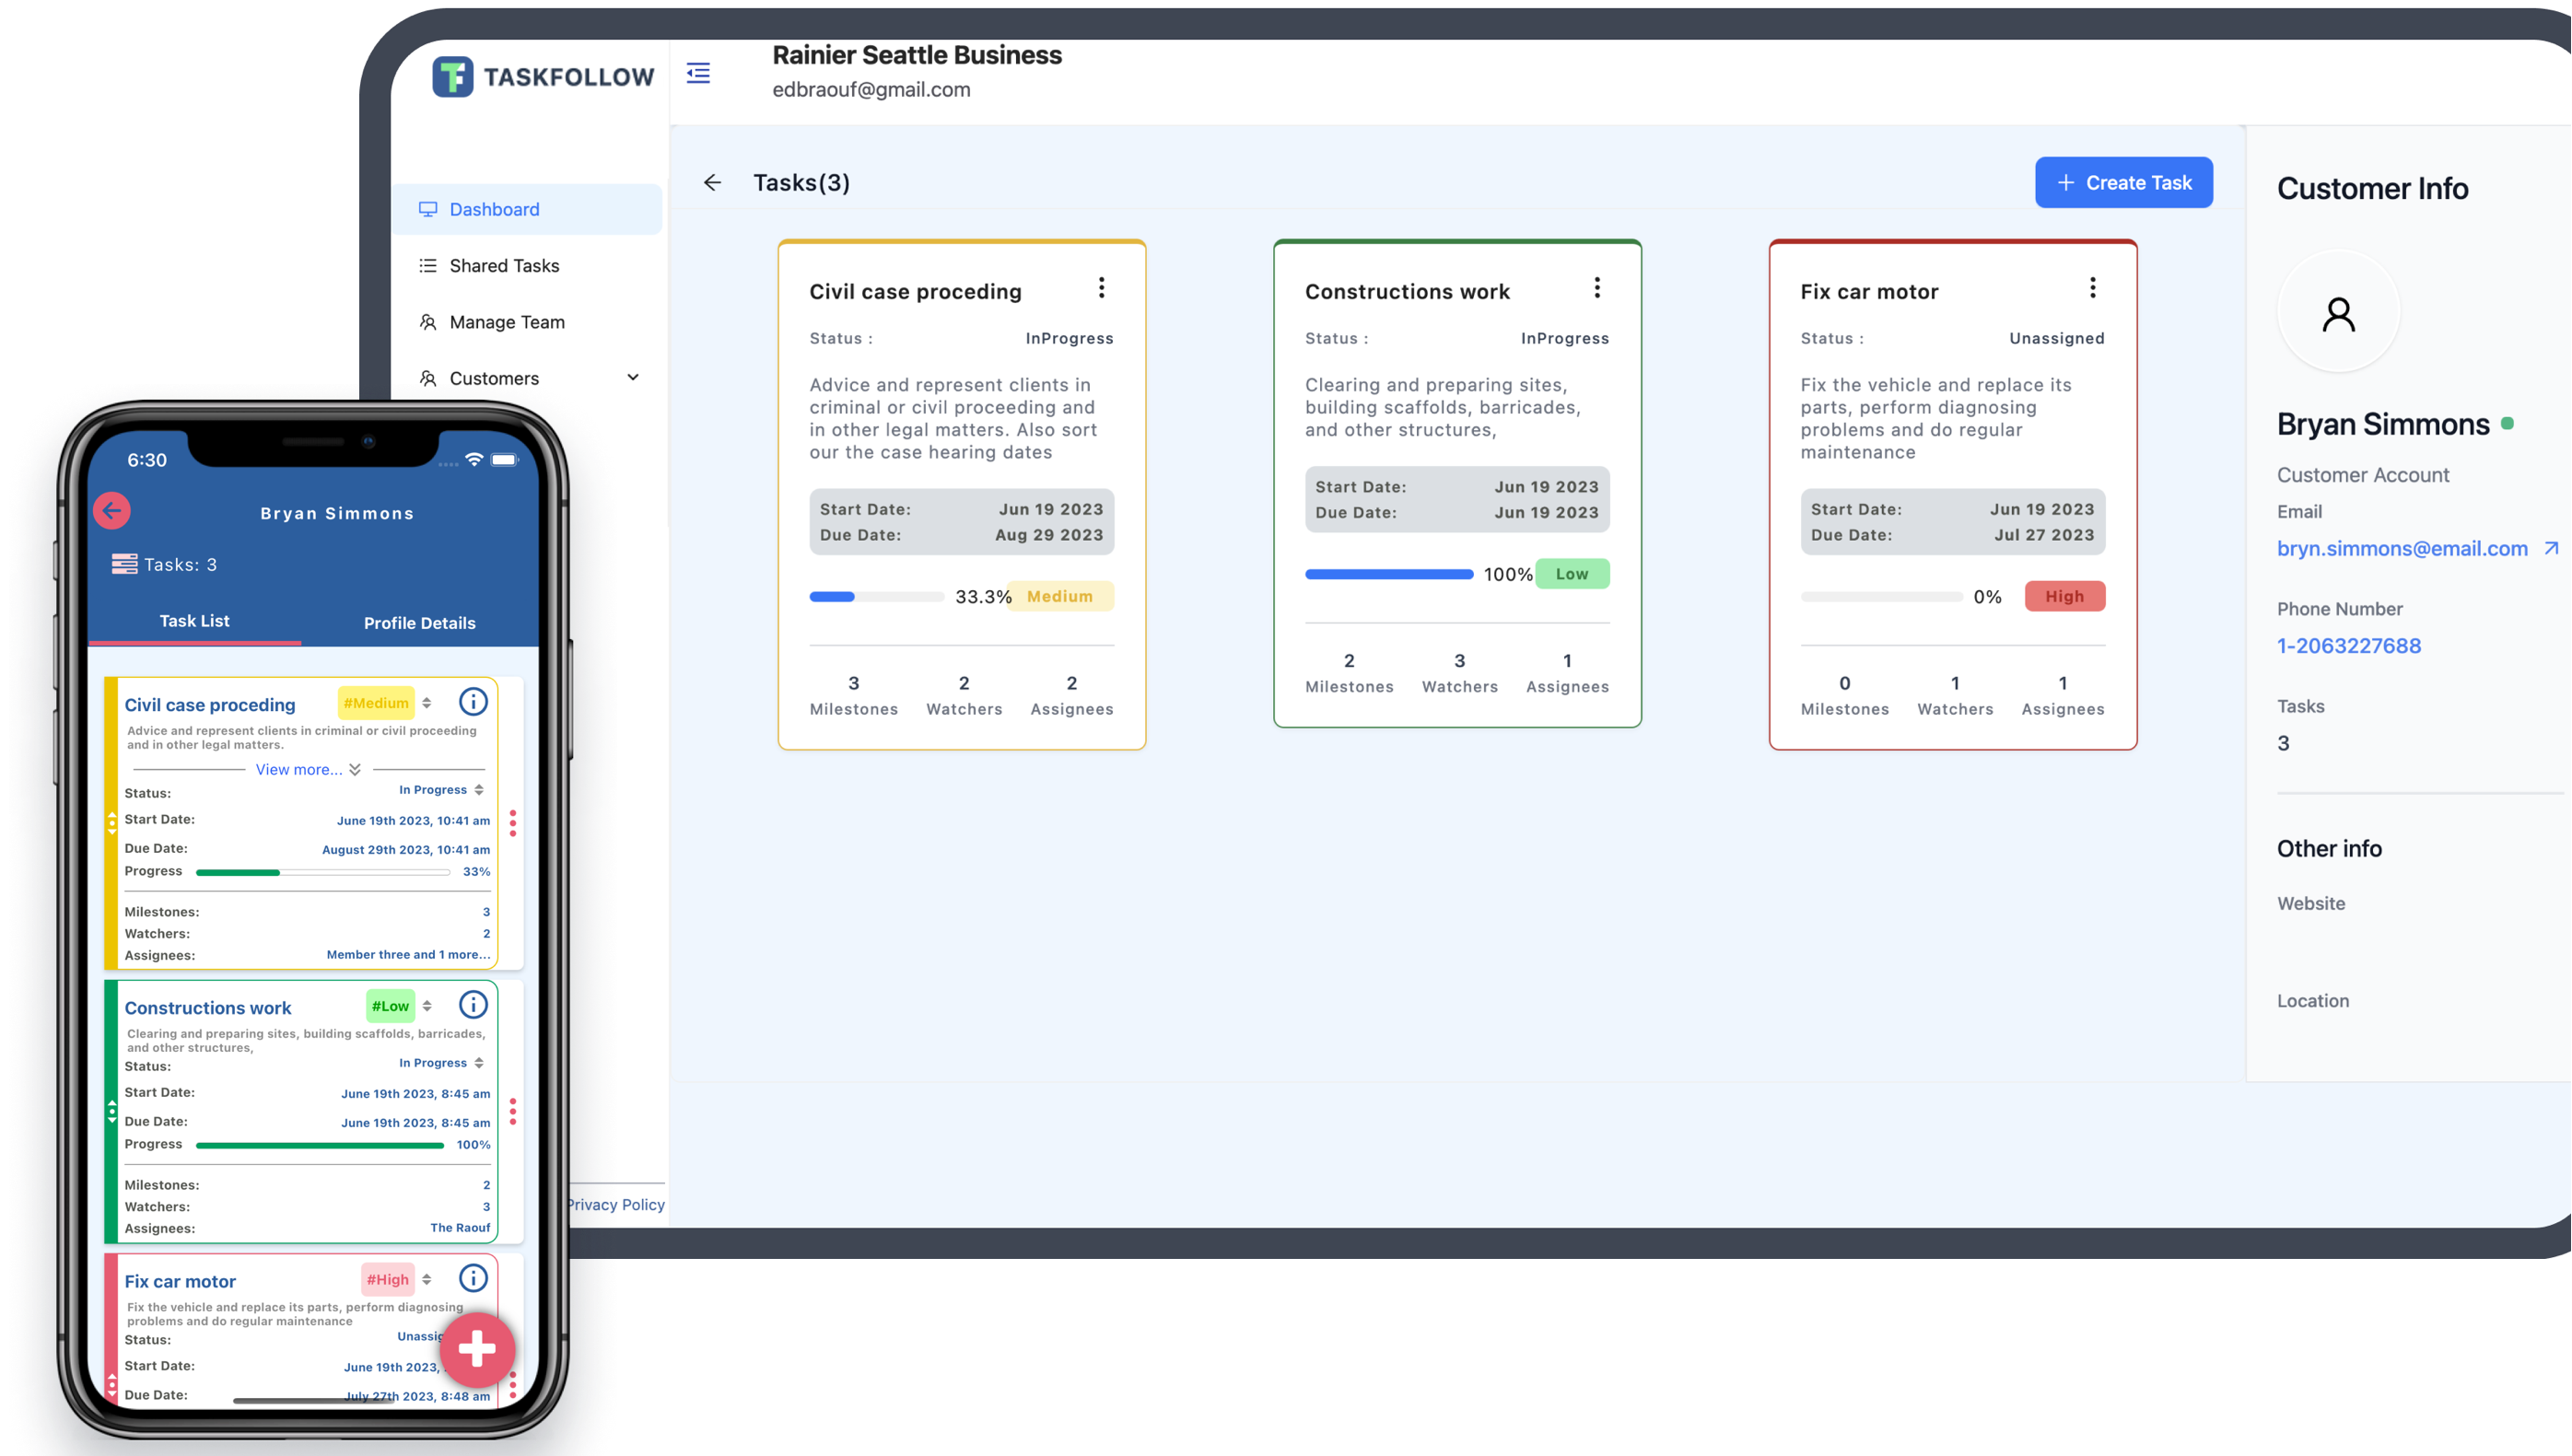 TASKFOLLOW
Rainier Seattle Business
edbraouf@gmail.com
Dashboard
Shared Tasks
Manage Team
Customers
Privacy Policy
Tasks(3)
+ Create Task
Civil case proceding
Status :
InProgress
Advice and represent clients in
criminal or civil proceeding and
in other legal matters. Also sort
our the case hearing dates
Start Date:
Jun 19 2023
Due Date:
Aug 29 2023
33.3%
Medium
3
2
2
Milestones
Watchers
Assignees
Constructions work
Status :
InProgress
Clearing and preparing sites,
building scaffolds, barricades,
and other structures,
Start Date:
Jun 19 2023
Due Date:
Jun 19 2023
100%
Low
2
3
1
Milestones
Watchers
Assignees
Fix car motor
Status :
Unassigned
Fix the vehicle and replace its
parts, perform diagnosing
problems and do regular
maintenance
Start Date:
Jun 19 2023
Due Date:
Jul 27 2023
0%
High
0
1
1
Milestones
Watchers
Assignees
Customer Info
Bryan Simmons
Customer Account
Email
bryn.simmons@email.com
Phone Number
1-2063227688
Tasks
3
Other info
Website
Location
6:30
Bryan Simmons
Tasks: 3
Task List
Profile Details
Civil case proceding
#Medium
Advice and represent clients in criminal or civil proceeding
and in other legal matters.
View more...
Status:
In Progress
Start Date:
June 19th 2023, 10:41 am
Due Date:
August 29th 2023, 10:41 am
Progress
33%
Milestones:
3
Watchers:
2
Assignees:
Member three and 1 more...
Constructions work
#Low
Clearing and preparing sites, building scaffolds, barricades,
and other structures,
Status:
In Progress
Start Date:
June 19th 2023, 8:45 am
Due Date:
June 19th 2023, 8:45 am
Progress
100%
Milestones:
2
Watchers:
3
Assignees:
The Raouf
Fix car motor
#High
Fix the vehicle and replace its parts, perform diagnosing
problems and do regular maintenance
Status:
Start Date:
June 19th 2023,
Due Date:
July 27th 2023, 8:48 am